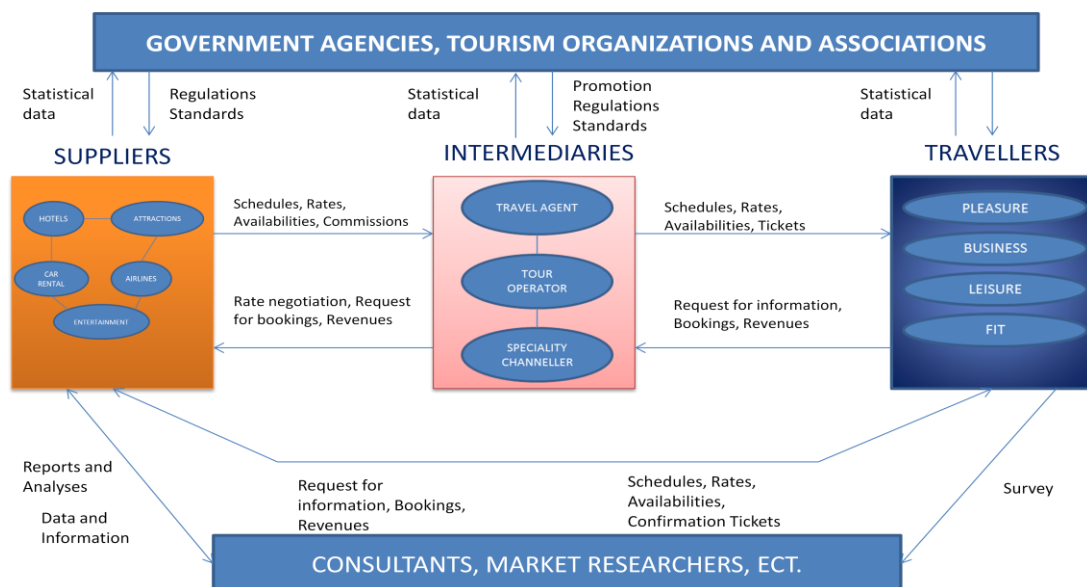 GOVERNMENT AGENCIES, TOURISM ORGANIZATIONS AND ASSOCIATIONS
Statistical
data
Regulations
Standards
Statistical
data
Promotion
Regulations
Standards
Statistical
data
SUPPLIERS
INTERMEDIARIES
TRAVELLERS
HOTELS
ATTRACTIONS
CAR
RENTAL
AIRLINES
ENTERTAINMENT
Schedules, Rates,
Availabilities, Commissions
Rate negotiation, Request
for bookings, Revenues
TRAVEL AGENT
TOUR
OPERATOR
SPECIALITY
CHANNELLER
Schedules, Rates,
Availabilities, Tickets
Request for information,
Bookings, Revenues
PLEASURE
BUSINESS
LEISURE
FIT
Reports and
Analyses
Data and
Information
Request for
information, Bookings,
Revenues
Schedules, Rates,
Availabilities,
Confirmation Tickets
Survey
CONSULTANTS, MARKET RESEARCHERS, ECT.